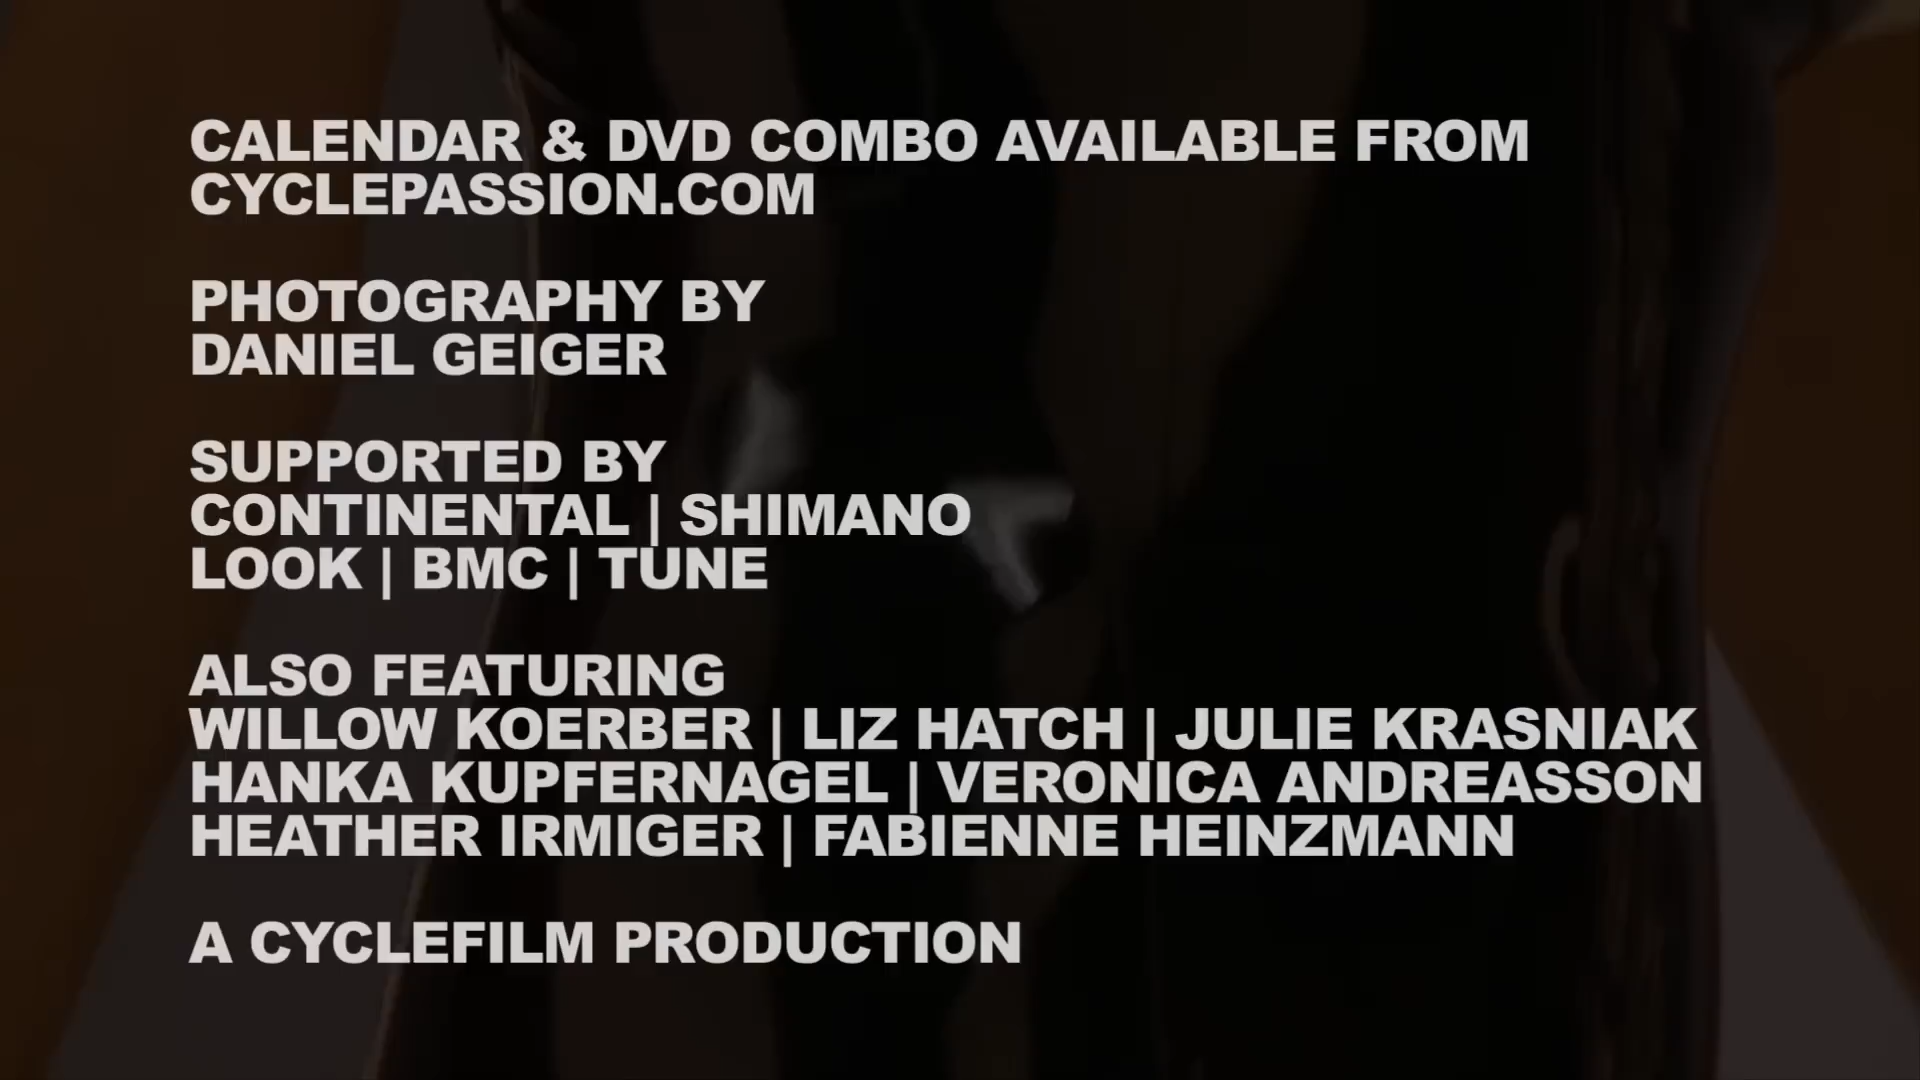 CALENDAR & DVD COMBO AVAILABLE FROM
CYCLEPASSION.COM
PHOTOGRAPHY BY
DANIEL GEIGER
SUPPORTED BY
CONTINENTAL | SHIMANO
LOOK | BMC | TUNE
ALSO FEATURING
WILLOW KOERBER | LIZ HATCH | JULIE KRASNIAK
HANKA KUPFERNAGEL | VERONICA ANDREASSON
HEATHER IRMIGER | FABIENNE HEINZMANN
A CYCLEFILM PRODUCTION